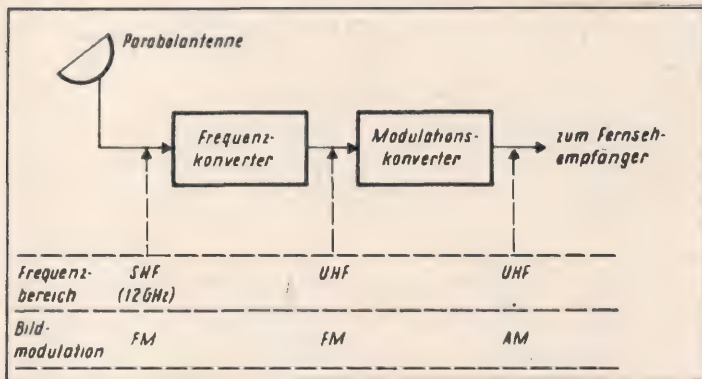 Parabolantenne
Frequenz-
konverter
Modulations-
konverter
zum Fernseh-
empfänger
Frequenz-
bereich
SHF
(12GHz)
UHF
UHF
Bild-
modulation
FM
FM
AM